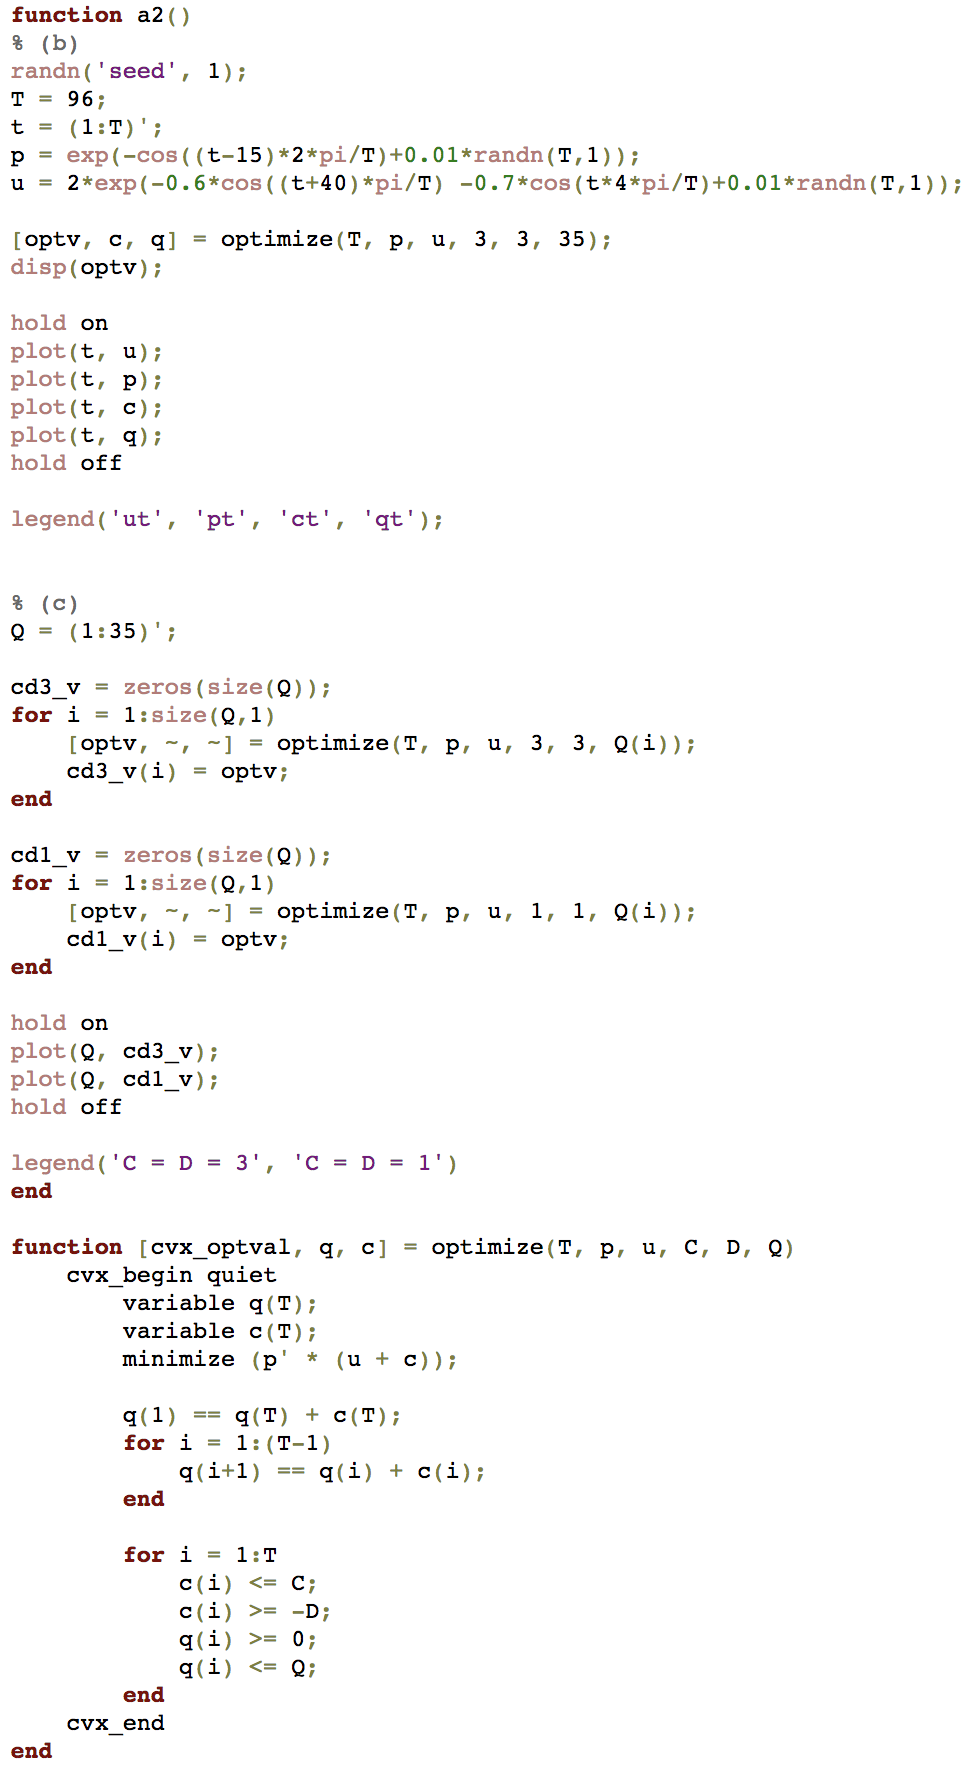 function a2()
% (b)
randn('seed', 1);
T = 96;
t = (1:T)';
p = exp(-cos((t-15)*2*pi/T)+0.01*randn(T,1));
u = 2*exp(-0.6*cos((t+40)*pi/T) -0.7*cos(t*4*pi/T)+0.01*randn(T,1));

[optv, c, q] = optimize(T, p, u, 3, 3, 35);
disp(optv);

hold on
plot(t, u);
plot(t, p);
plot(t, c);
plot(t, q);
hold off

legend('ut', 'pt', 'ct', 'qt');


% (c)
Q = (1:35)';

cd3_v = zeros(size(Q));
for i = 1:size(Q,1)
    [optv, ~, ~] = optimize(T, p, u, 3, 3, Q(i));
    cd3_v(i) = optv;
end

cd1_v = zeros(size(Q));
for i = 1:size(Q,1)
    [optv, ~, ~] = optimize(T, p, u, 1, 1, Q(i));
    cd1_v(i) = optv;
end

hold on
plot(Q, cd3_v);
plot(Q, cd1_v);
hold off

legend('C = D = 3', 'C = D = 1')
end

function [cvx_optval, q, c] = optimize(T, p, u, C, D, Q)
    cvx_begin quiet
        variable q(T);
        variable c(T);
        minimize (p' * (u + c));

        q(1) == q(T) + c(T);
        for i = 1:(T-1)
            q(i+1) == q(i) + c(i);
        end

        for i = 1:T
            c(i) <= C;
            c(i) >= -D;
            q(i) >= 0;
            q(i) <= Q;
        end
    cvx_end
end